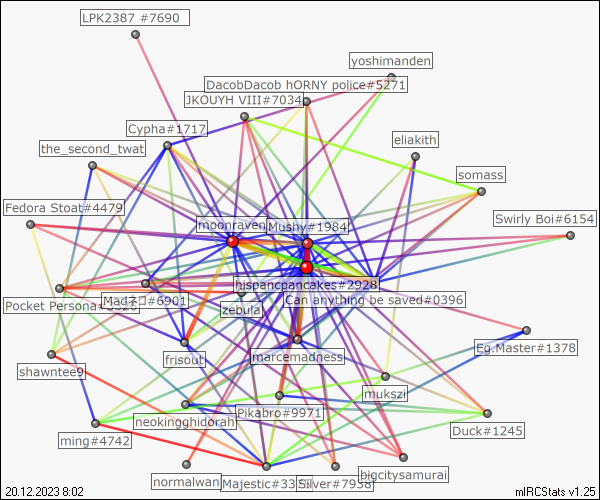 LPK2387 #7690
yoshimanden
DacobDacob hORNY police#5271
JKOUYH VIII#7034
Cypha#1717
eliakith
the_second_twat
somass
Fedora Stoat#4479
Swirly Boi#6154
moonraven
Mushy#1984
hispancpancakes#2928
Can anything be saved#0396
Pocket Persona
Madネコ#6901
zebula
Eg.Master#1378
frisout
marcemadness
shawntee9
mukszi
Pikabro#9971
neokingghidorah
Duck#1245
ming#4742
bigcitysamurai
normalwan
Majestic
Silver#7958
20.12.2023 8:02
mIRCStats v1.25